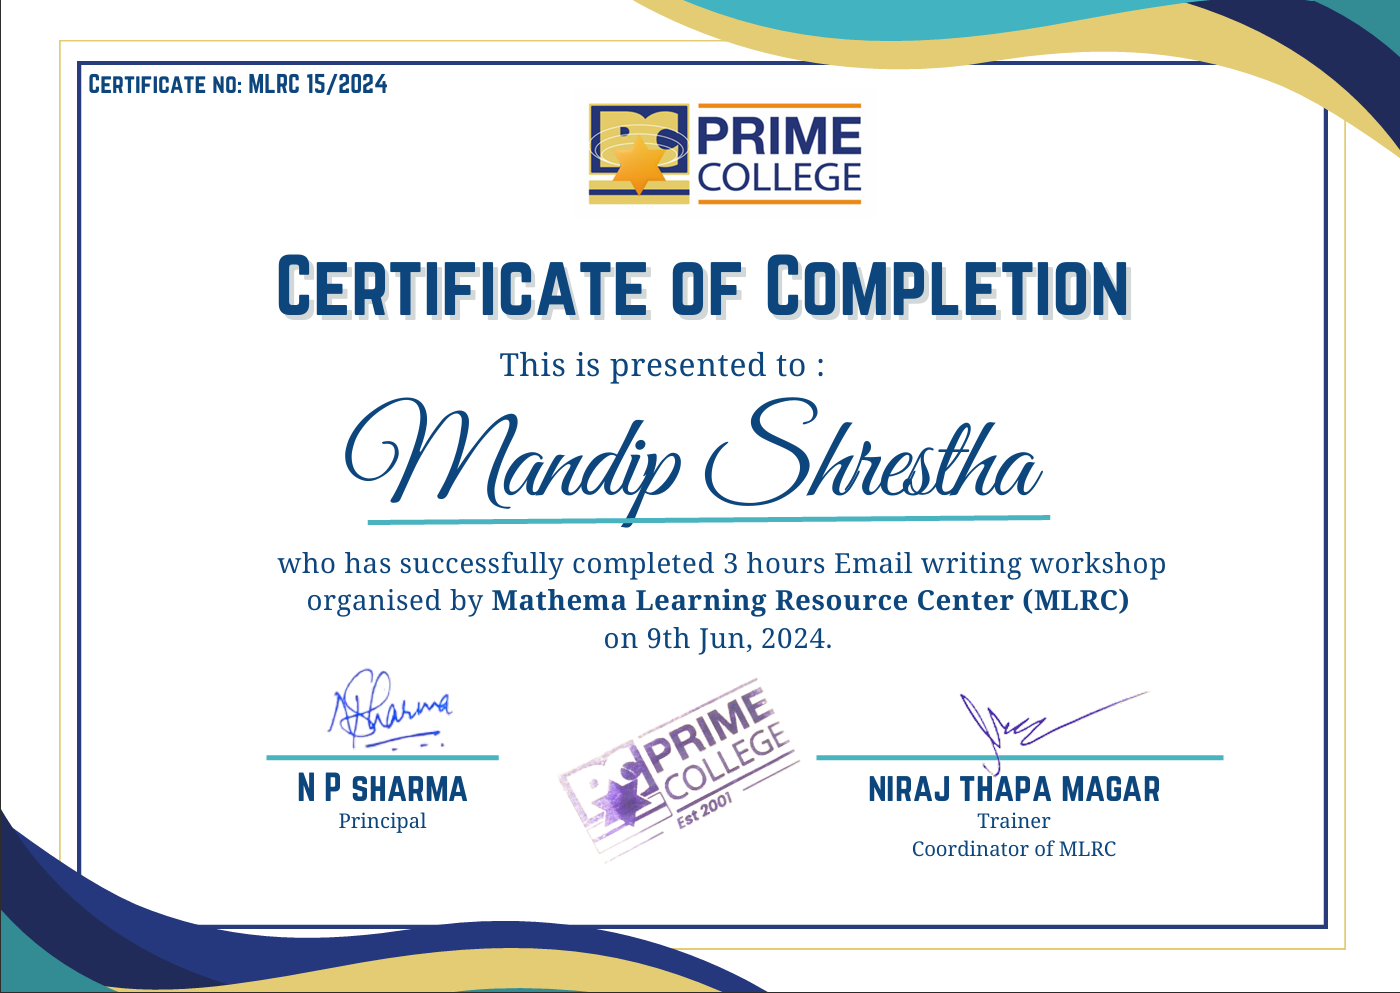 Certificate no: MLRC 15/2024
PRIME
COLLEGE
Certificate of Completion
This is presented to :
Mandip Shrestha
who has successfully completed 3 hours Email writing workshop
organised by Mathema Learning Resource Center (MLRC)
on 9th Jun, 2024.
NPSharma
PRIME
COLLEGE
Est 2001
N P Sharma
Principal
Niraj Thapa Magar
Trainer
Coordinator of MLRC